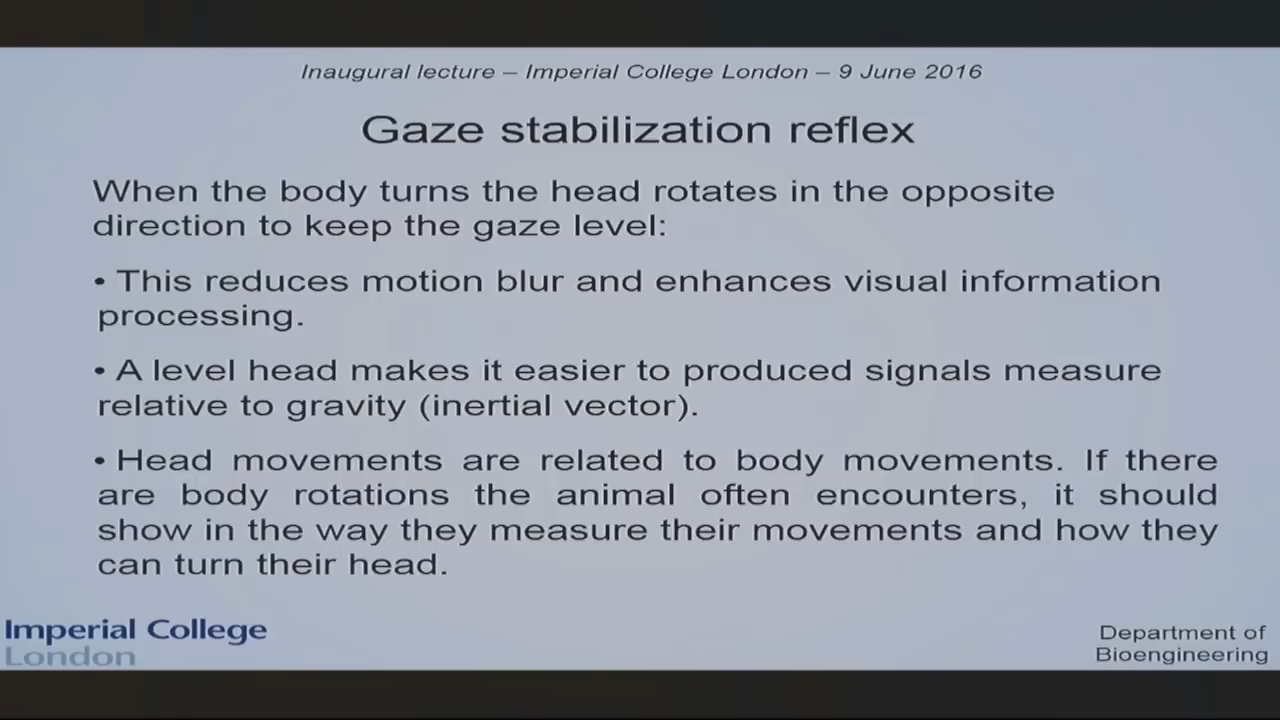 Inaugural lecture – Imperial College London – 9 June 2016
Gaze stabilization reflex
When the body turns the head rotates in the opposite
direction to keep the gaze level:
• This reduces motion blur and enhances visual information
processing.
• A level head makes it easier to produced signals measure
relative to gravity (inertial vector).
• Head movements are related to body movements. If there
are body rotations the animal often encounters, it should
show in the way they measure their movements and how they
can turn their head.
Imperial College
London
Department of
Bioengineering